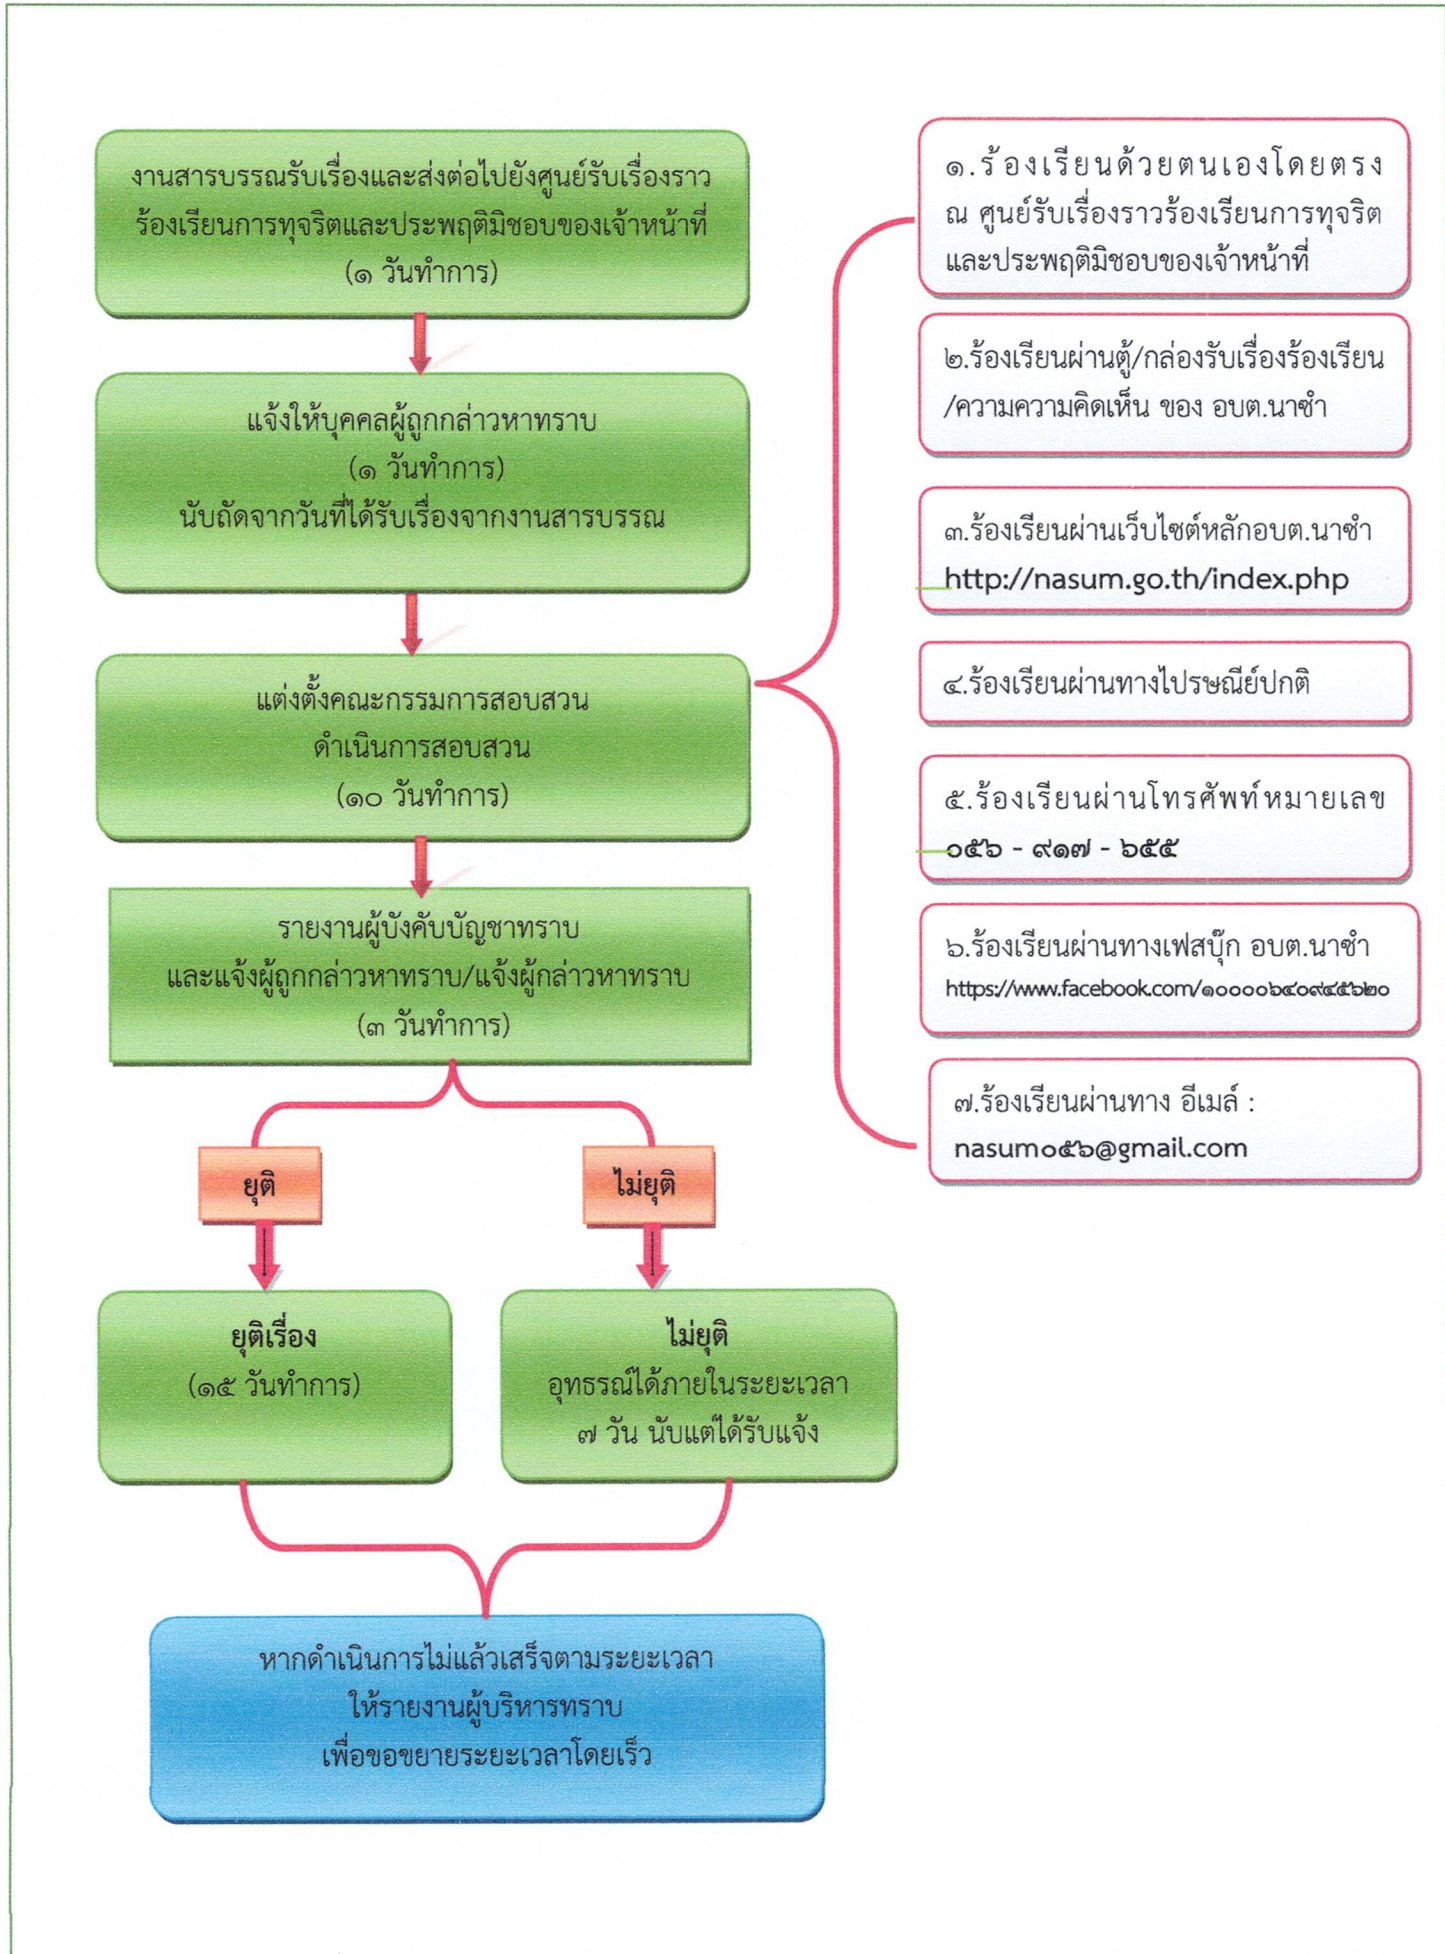 งานสารบรรณรับเรื่องและส่งต่อไปยังศูนย์รับเรื่องราว
ร้องเรียนการทุจริตและประพฤติมิชอบของเจ้าหน้าที่
(๑ วันทำการ)
แจ้งให้บุคคลผู้ถูกกล่าวหาทราบ
(๑ วันทำการ)
นับถัดจากวันที่ได้รับเรื่องจากงานสารบรรณ
แต่งตั้งคณะกรรมการสอบสวน
ดำเนินการสอบสวน
(๑๐ วันทำการ)
รายงานผู้บังคับบัญชาทราบ
และแจ้งผู้ถูกกล่าวหาทราบ/แจ้งผู้กล่าวหาทราบ
(๓ วันทำการ)
ยุติ
ไม่ยุติ
ยุติเรื่อง
(๑๕ วันทำการ)
ไม่ยุติ
อุทธรณ์ได้ภายในระยะเวลา
๗ วัน นับแต่ได้รับแจ้ง
หากดำเนินการไม่แล้วเสร็จตามระยะเวลา
ให้รายงานผู้บริหารทราบ
เพื่อขอขยายระยะเวลาโดยเร็ว
๑.ร้องเรียนด้วยตนเองโดยตรง
ณ ศูนย์รับเรื่องราวร้องเรียนการทุจริต
และประพฤติมิชอบของเจ้าหน้าที่
๒.ร้องเรียนผ่านตู้/กล่องรับเรื่องร้องเรียน
/ความความคิดเห็น ของ อบต.นาซำ
๓.ร้องเรียนผ่านเว็บไซต์หลักอบต.นาซำ
http://nasum.go.th/index.php
๔.ร้องเรียนผ่านทางไปรษณีย์ปกติ
๕.ร้องเรียนผ่านโทรศัพท์หมายเลข
๐๕๖ - ๙๑๗ - ๖๕๕
๖.ร้องเรียนผ่านทางเฟสบุ๊ก อบต.นาซำ
https://www.facebook.com/๑๐๐๐๐๖๔๐๙๔๕๖๒๐
๗.ร้องเรียนผ่านทาง อีเมล์ :
nasum๐๕๖@gmail.com